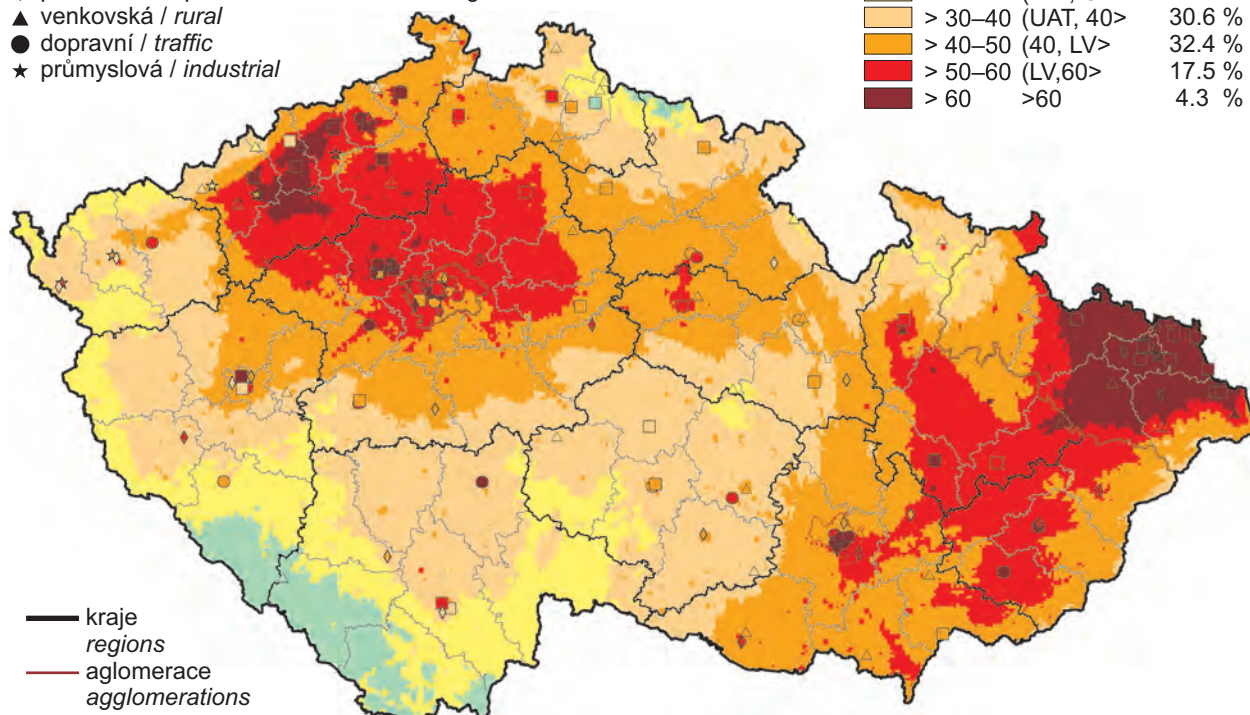 ▲ venkovská / rural
● dopravní / traffic
★ průmyslová / industrial
> 30–40 (UAT, 40> 30.6 %
> 40–50 (40, LV> 32.4 %
> 50–60 (LV,60> 17.5 %
> 60 >60 4.3 %
kraje
regions
aglomerace
agglomerations